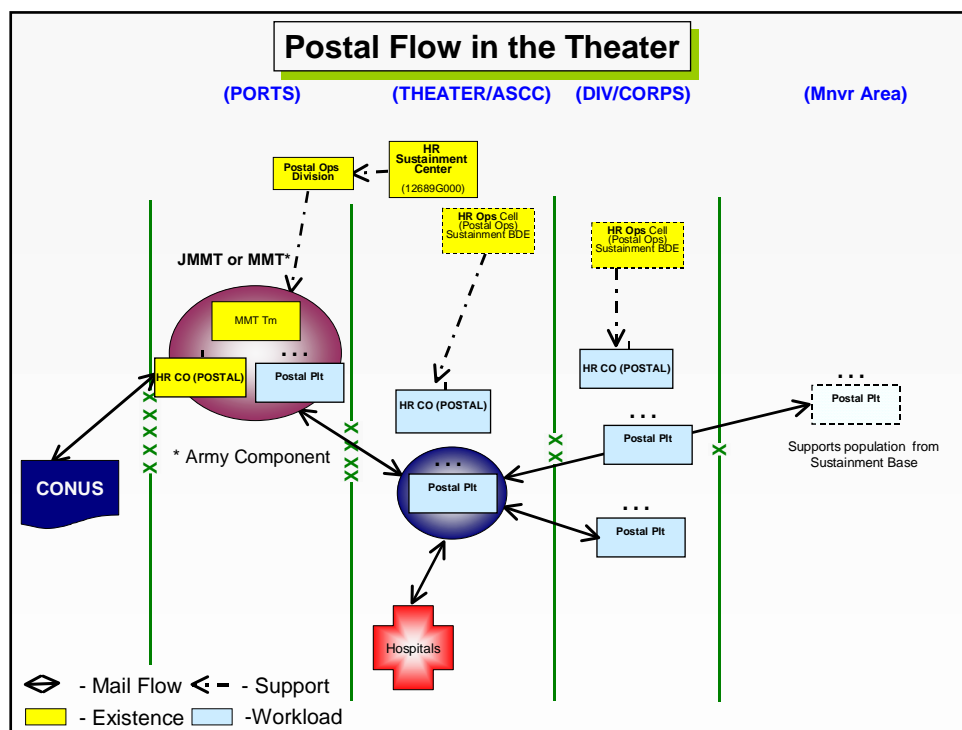 Postal Flow in the Theater
(PORTS)
(THEATER/ASCC)
(DIV/CORPS)
(Mnvr Area)
Postal Ops
Division
HR
Sustainment
Center
(12689G000)
HR Ops Cell
(Postal Ops)
Sustainment BDE
HR Ops Cell
(Postal Ops)
Sustainment BDE
JMMT or MMT*
MMT Tm
HR CO (POSTAL)
Postal Plt
HR CO (POSTAL)
HR CO (POSTAL)
Postal Plt
Postal Plt
Supports population from
Sustainment Base
* Army Component
CONUS
Postal Plt
Postal Plt
Hospitals
- Mail Flow
- Support
- Existence
-Workload
X X X X X
X X X X
X X
X